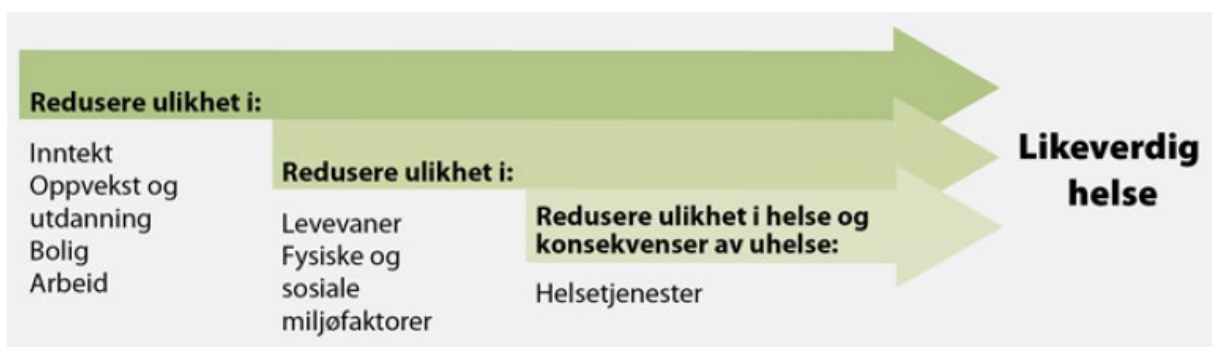 Redusere ulikhet i:
Inntekt
Oppvekst og
utdanning
Bolig
Arbeid
Redusere ulikhet i:
Levevaner
Fysiske og
sosiale
miljøfaktorer
Redusere ulikhet i helse og
konsekvenser av uhelse:
Helsetjenester
Likeverdig
helse